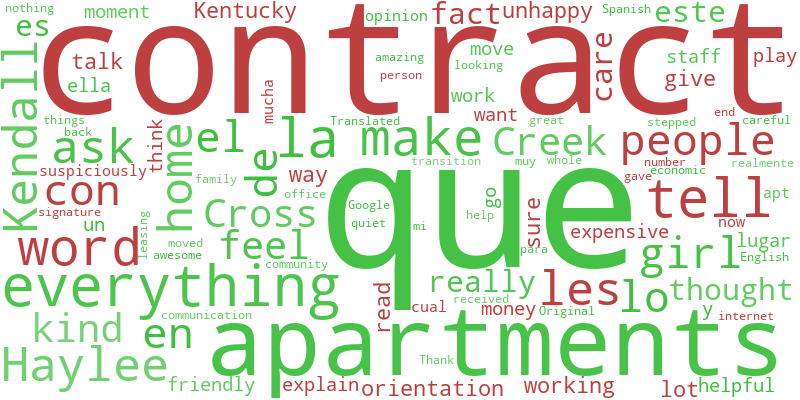 nothing
moment
Kentucky
fact
unhappy
opinion
Spanish
este
es
contract
talk
ella
amazing
person
looking
move
work
care
staff
give
play
Kendall
things
back
ask
suspiciously
think
mucha
el
la
Translated
make
want
great
Creek
stepped
people
end
careful
con
signature
home
family
de
office
way
que
transition
muy
whole
number
economic
realmente
tell
gave
apt
now
un
leasing
Cross
Google
quiet
mi
help
go
sure
expensive
word
moved
awesome
feel
community
para
girl
lugar
English
everything
really
received
les
lo
thought
read
cual
money
Original
y
internet
kind
communication
en
apartments
Haylee
friendly
explain
orientation
Thank
working
lot
helpful